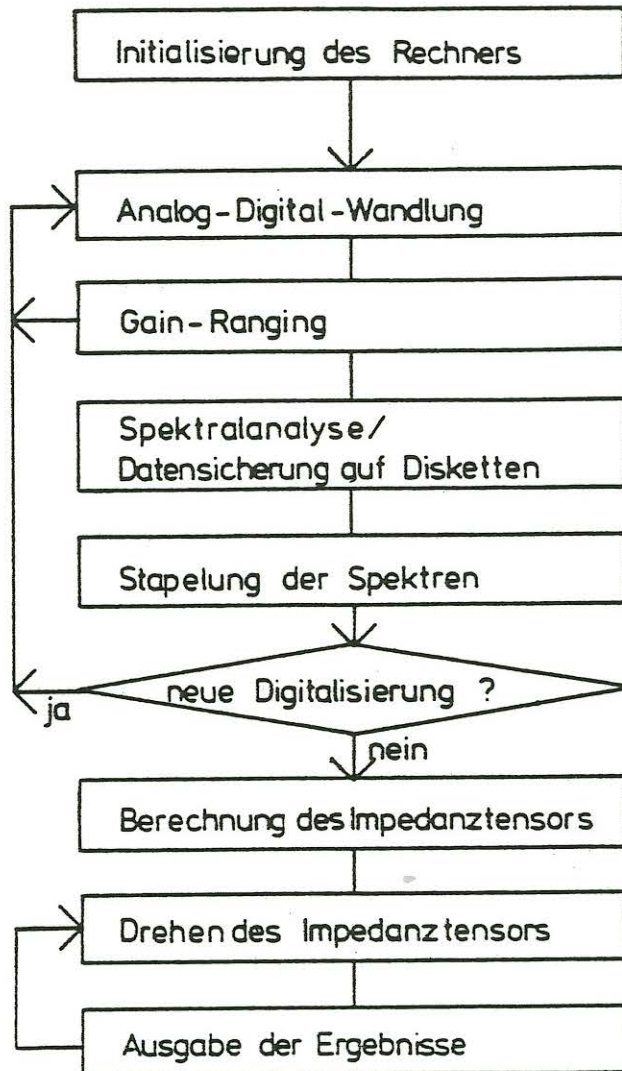 Initialisierung des Rechners
Analog-Digital-Wandlung
Gain-Ranging
Spektralanalyse/
Datensicherung auf Disketten
Stapelung der Spektren
neue Digitalisierung ?
ja
nein
Berechnung des Impedanztensors
Drehen des Impedanztensors
Ausgabe der Ergebnisse